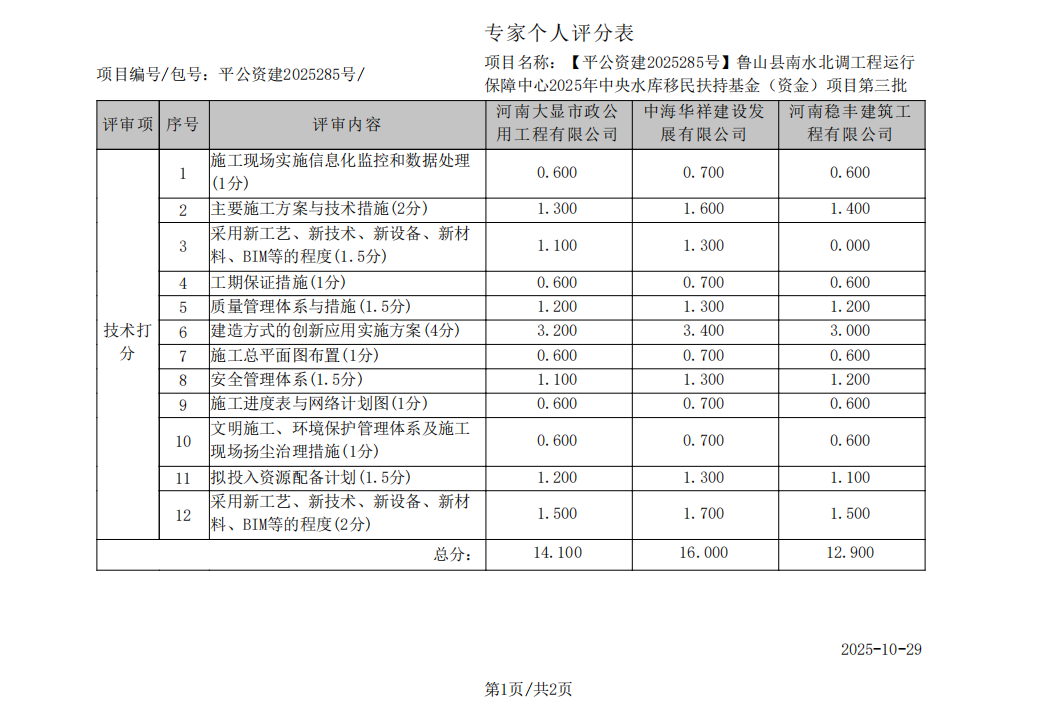 专家个人评分表
项目编号/包号：平公资建2025285号/
项目名称：【平公资建2025285号】鲁山县南水北调工程运行
保障中心2025年中央水库移民扶持基金（资金）项目第三批
评审项 序号 评审内容 河南大显市政公 中海华祥建设发 河南稳丰建筑工
用工程有限公司 展有限公司 程有限公司
技术打
分
1 施工现场实施信息化监控和数据处理 0.600 0.700 0.600
(1分)
2 主要施工方案与技术措施(2分) 1.300 1.600 1.400
3 采用新工艺、新技术、新设备、新材 1.100 1.300 0.000
料、BIM等的程度(1.5分)
4 工期保证措施(1分) 0.600 0.700 0.600
5 质量管理体系与措施(1.5分) 1.200 1.300 1.200
6 建造方式的创新应用实施方案(4分) 3.200 3.400 3.000
7 施工总平面图布置(1分) 0.600 0.700 0.600
8 安全管理体系(1.5分) 1.100 1.300 1.200
9 施工进度表与网络计划图(1分) 0.600 0.700 0.600
10 文明施工、环境保护管理体系及施工 0.600 0.700 0.600
现场扬尘治理措施(1分)
11 拟投入资源配备计划(1.5分) 1.200 1.300 1.100
12 采用新工艺、新技术、新设备、新材 1.500 1.700 1.500
料、BIM等的程度(2分)
总分： 14.100 16.000 12.900
2025-10-29
第1页/共2页